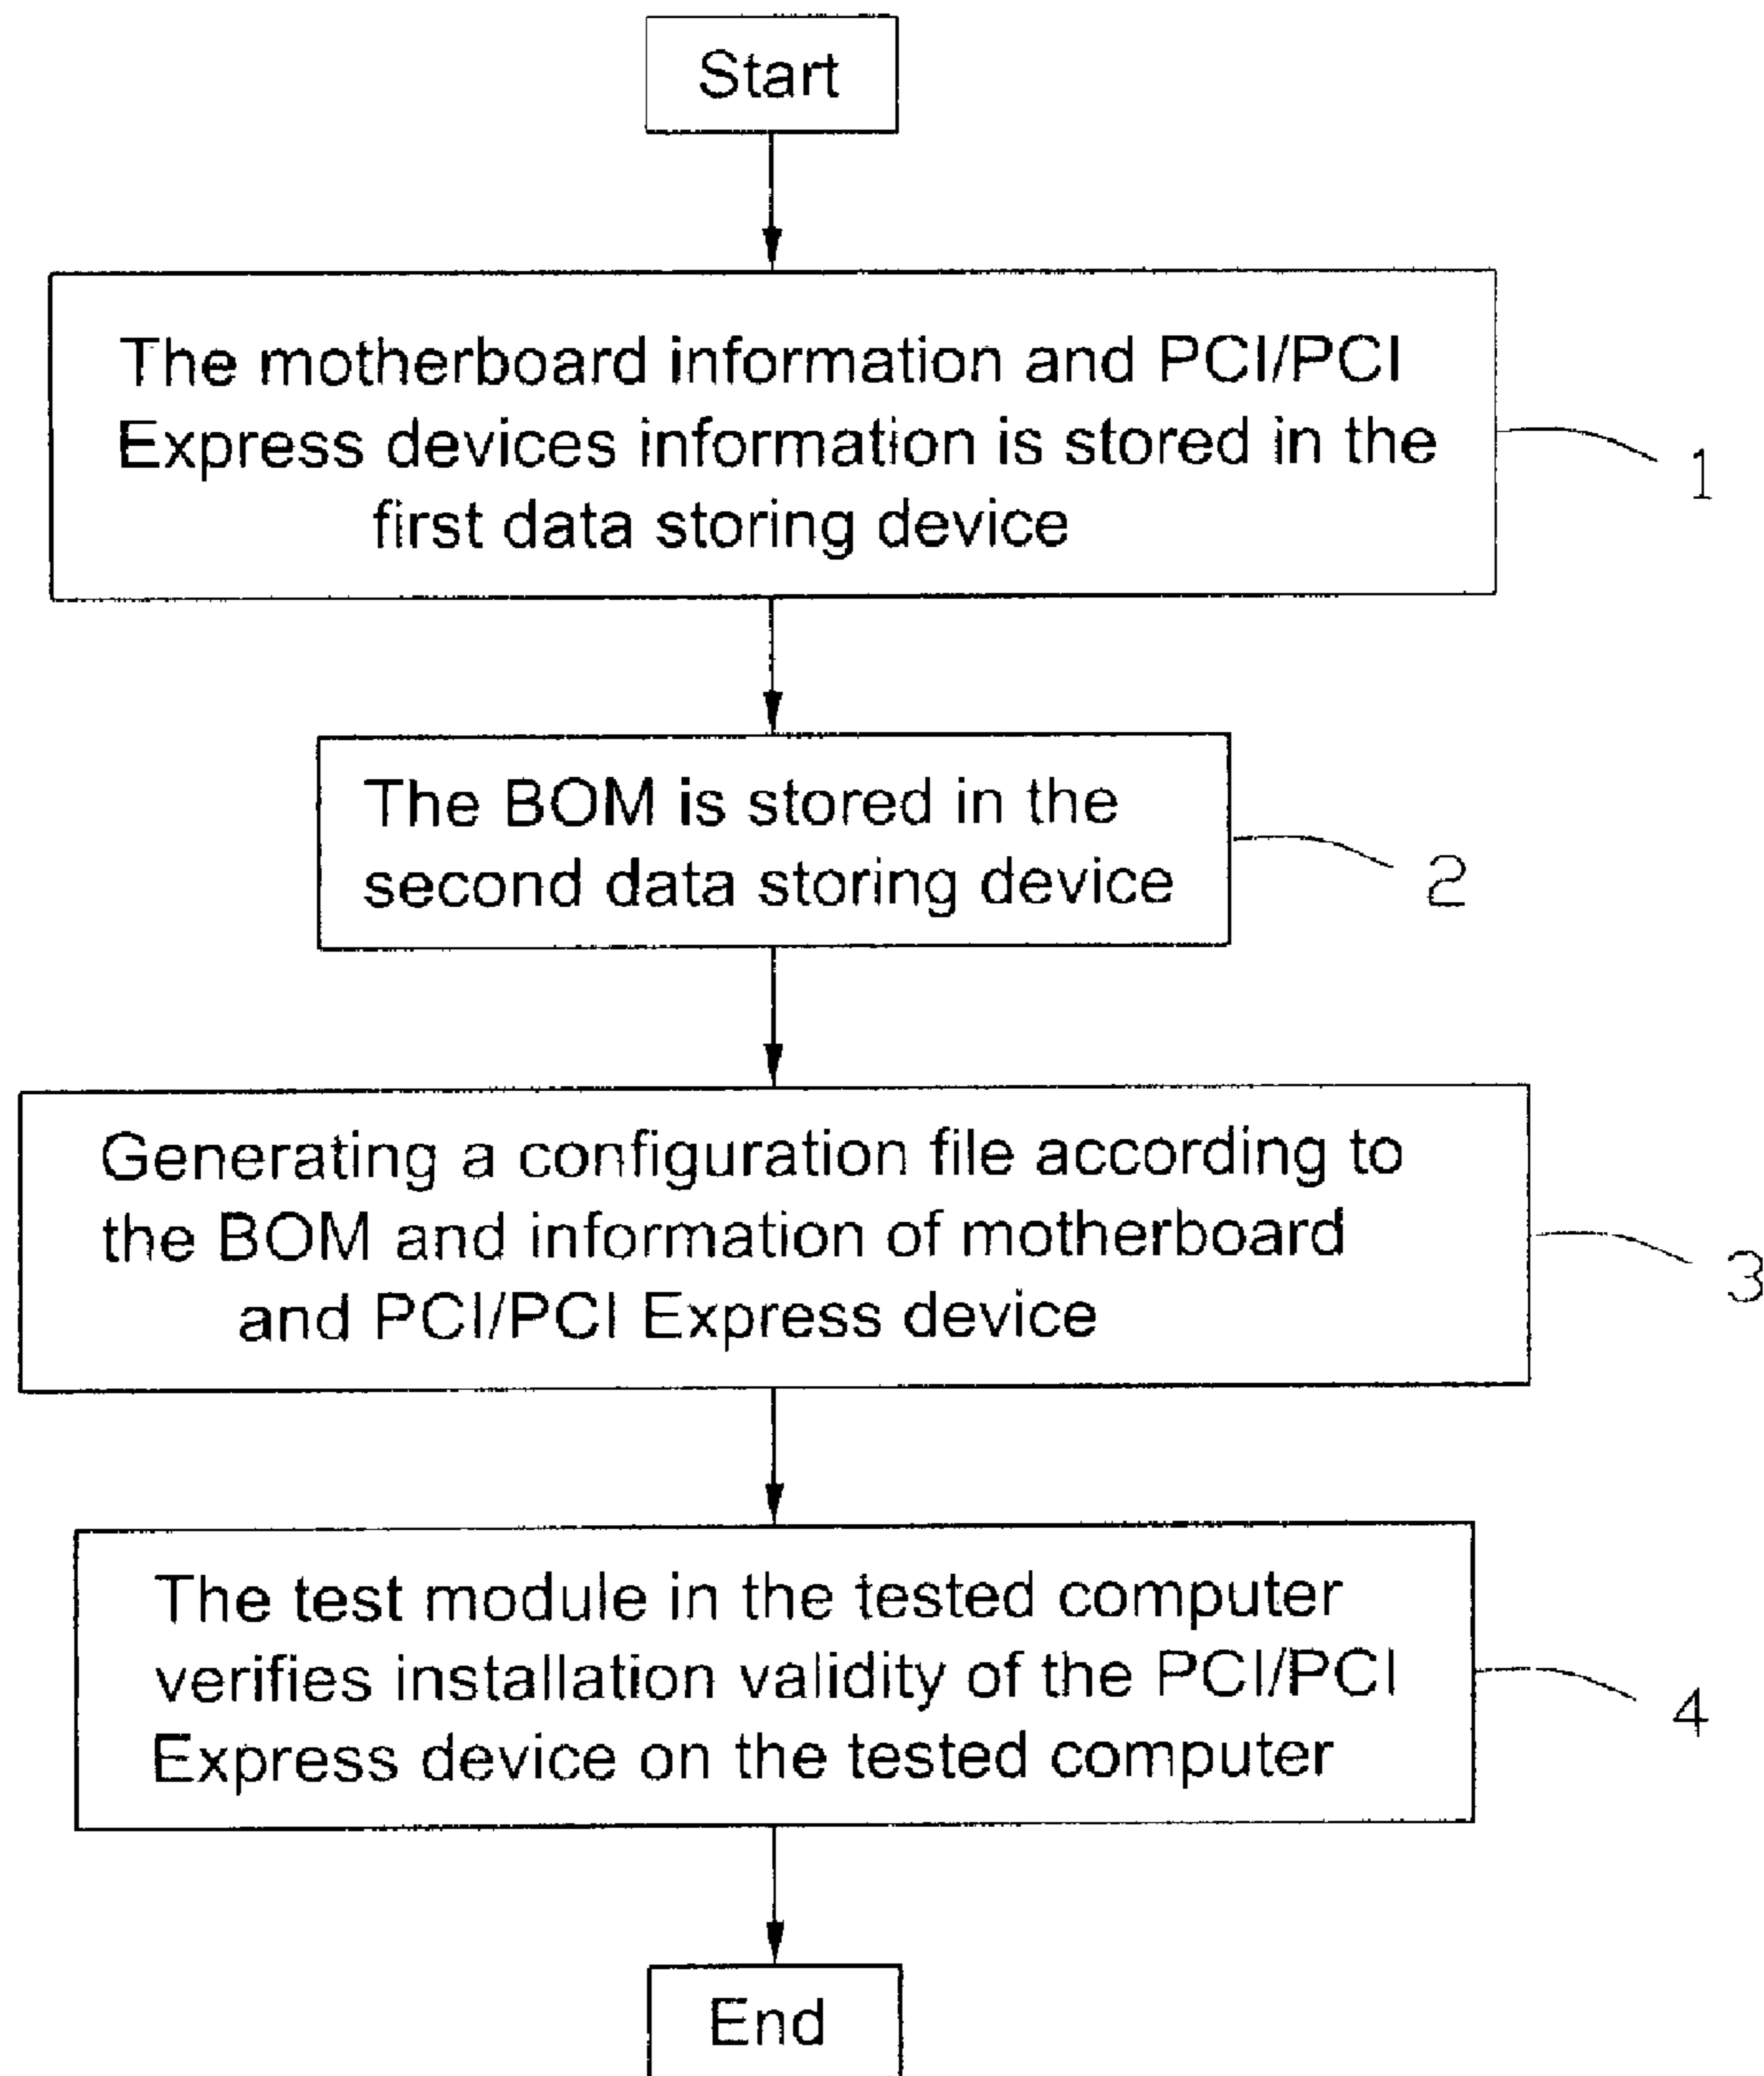 Start
The motherboard information and PCI/PCI
Express devices information is stored in the
first data storing device
1
The BOM is stored in the
second data storing device
2
Generating a configuration file according to
the BOM and information of motherboard
and PCI/PCI Express device
3
The test module in the tested computer
verifies installation validity of the PCI/PCI
Express device on the tested computer
4
End